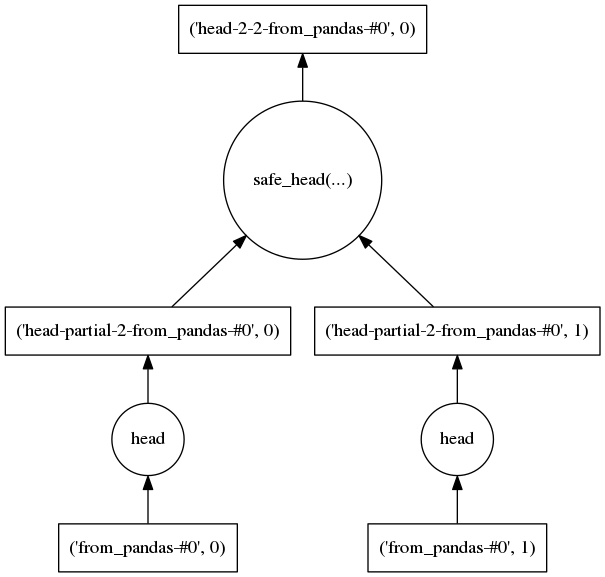 ('head-2-2-from_pandas-#0', 0)
safe_head(...)
('head-partial-2-from_pandas-#0', 0)
('head-partial-2-from_pandas-#0', 1)
head
head
('from_pandas-#0', 0)
('from_pandas-#0', 1)